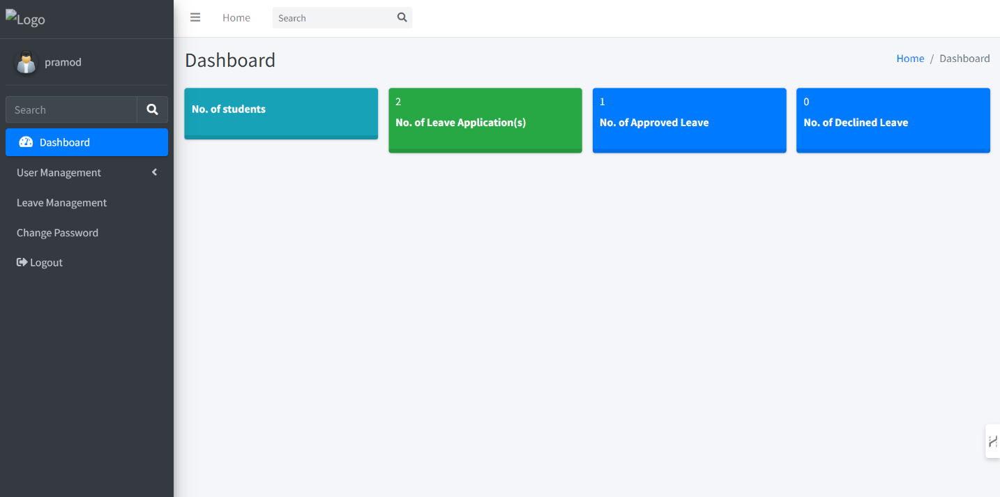 Logo
pramod
Search
Dashboard
User Management
Leave Management
Change Password
Logout
Home
Search
Dashboard
Home / Dashboard
No. of students
2
No. of Leave Application(s)
1
No. of Approved Leave
0
No. of Declined Leave